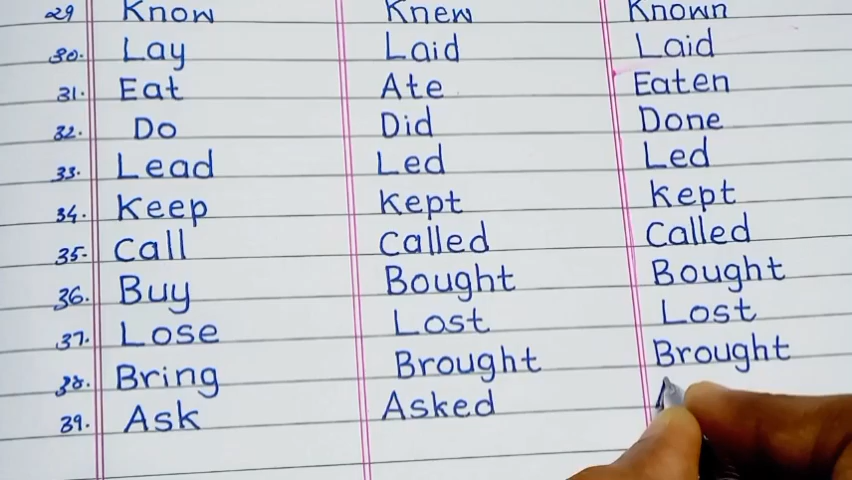 29 Know Knew Known
30. Lay Laid Laid
31. Eat Ate Eaten
32. Do Did Done
33. Lead Led Led
34. Keep Kept Kept
35. Call Called Called
36. Buy Bought Bought
37. Lose Lost Lost
38. Bring Brought Brought
39. Ask Asked